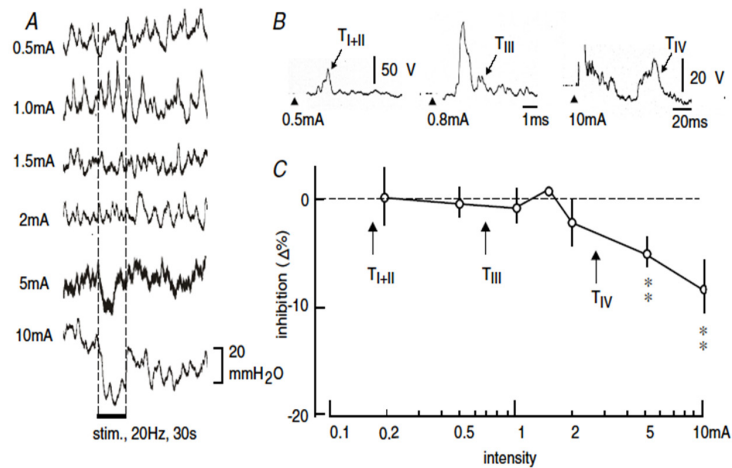 A
0.5mA
1.0mA
1.5mA
2mA
5mA
10mA
20
mmH2O
stim., 20Hz, 30s
B
TI+II
50 V
0.5mA
TIII
0.8mA
1ms
TIV
20 V
10mA
20ms
C
inhibition (Δ%)
0
-10
-20
TI+II
TIII
TIV
*
*
*
*
0.1 0.2 0.5 1 2 5 10mA
intensity